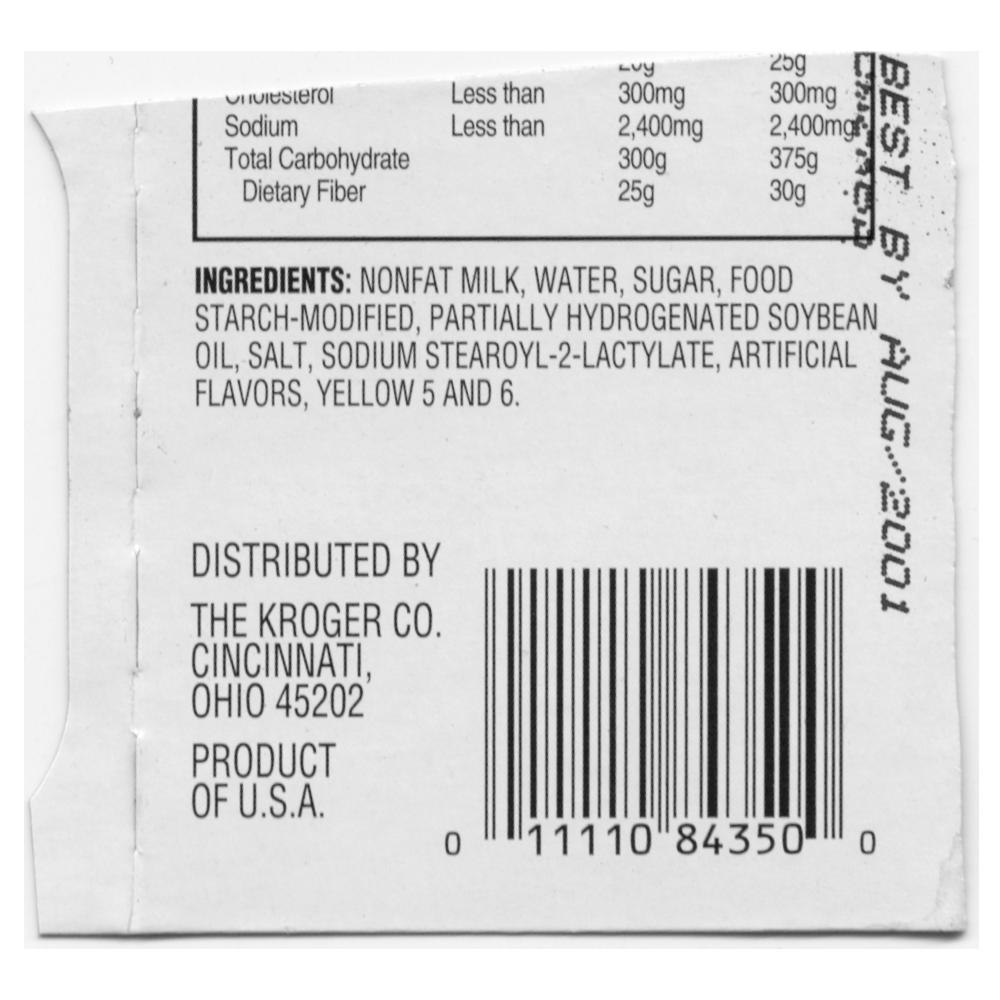 20g 25g
Cholesterol Less than 300mg 300mg
Sodium Less than 2,400mg 2,400mg
Total Carbohydrate 300g 375g
Dietary Fiber 25g 30g
INGREDIENTS: NONFAT MILK, WATER, SUGAR, FOOD
STARCH-MODIFIED, PARTIALLY HYDROGENATED SOYBEAN
OIL, SALT, SODIUM STEAROYL-2-LACTYLATE, ARTIFICIAL
FLAVORS, YELLOW 5 AND 6.
DISTRIBUTED BY
THE KROGER CO.
CINCINNATI,
OHIO 45202
PRODUCT
OF U.S.A.
0 11110 84350 0
BEST BY AUG 2001